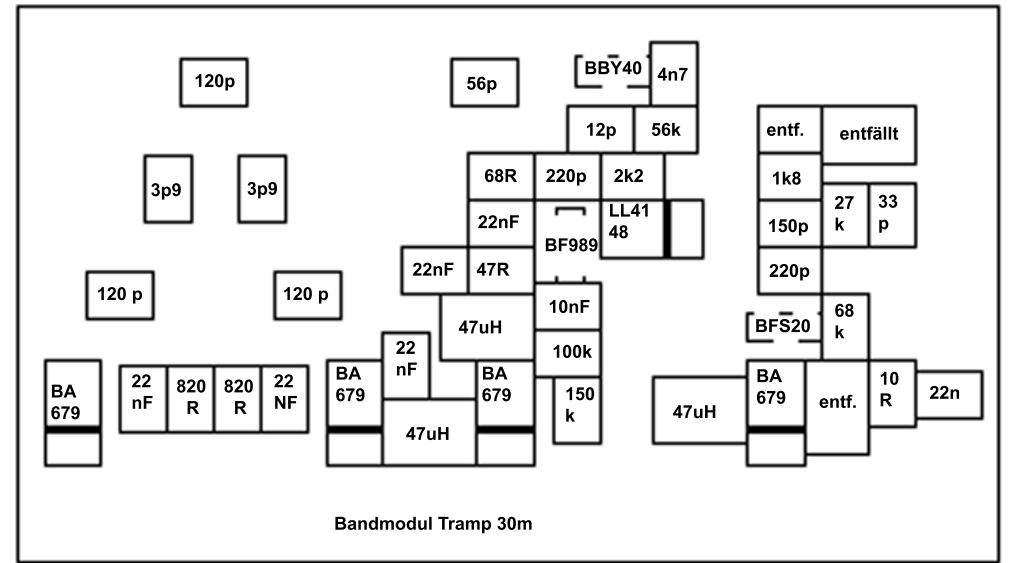 120p
56p
BBY40
4n7
12p
56k
entf.
entfällt
3p9
3p9
68R
220p
2k2
1k8
22nF
BF989
LL41
48
150p
27
k
33
p
22nF
47R
220p
120 p
120 p
10nF
47uH
BFS20
68
k
22
nF
100k
BA
679
22
nF
820
R
820
R
22
NF
BA
679
47uH
BA
679
150
k
47uH
BA
679
entf.
10
R
22n
Bandmodul Tramp 30m